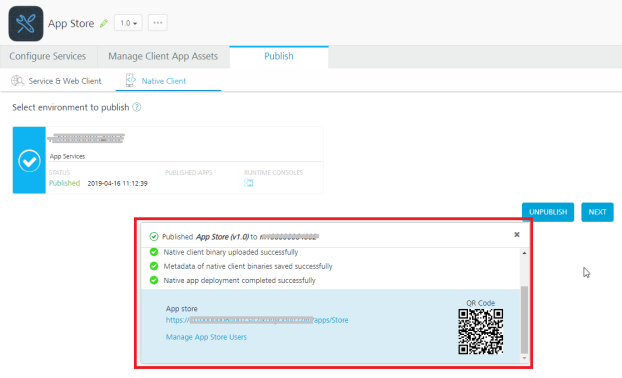 App Store 1.0
Configure Services Manage Client App Assets Publish
Service & Web Client Native Client
Select environment to publish
App Services
STATUS PUBLISHED APPS RUNTIME CONSOLES
Published 2019-04-16 11:12:39
UNPUBLISH NEXT
Published App Store (v1.0) to
Native client binary uploaded successfully
Metadata of native client binaries saved successfully
Native app deployment completed successfully
App store QR Code
https:// /apps/Store
Manage App Store Users